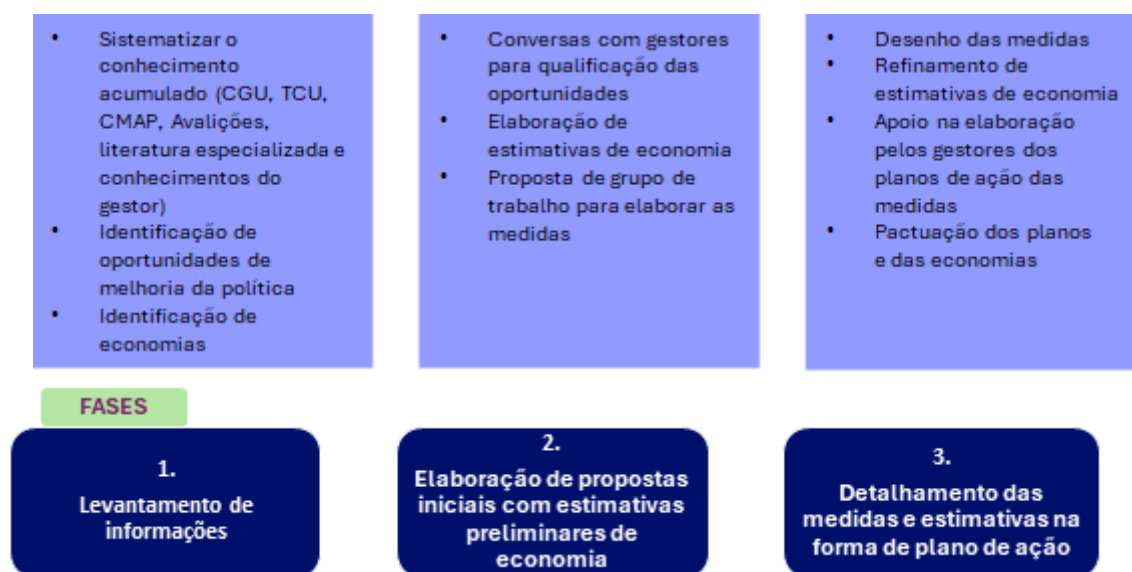 • Sistematizar o
conhecimento
acumulado (CGU, TCU,
CMAP, Avalições,
literatura especializada e
conhecimentos do
gestor)
• Identificação de
oportunidades de
melhoria da política
• Identificação de
economias
• Conversas com gestores
para qualificação das
oportunidades
• Elaboração de
estimativas de economia
• Proposta de grupo de
trabalho para elaborar as
medidas
• Desenho das medidas
• Refinamento de
estimativas de economia
• Apoio na elaboração
pelos gestores dos
planos de ação das
medidas
• Pactuação dos planos
e das economias
FASES
1.
Levantamento de
informações
2.
Elaboração de propostas
iniciais com estimativas
preliminares de
economia
3.
Detalhamento das
medidas e estimativas na
forma de plano de ação